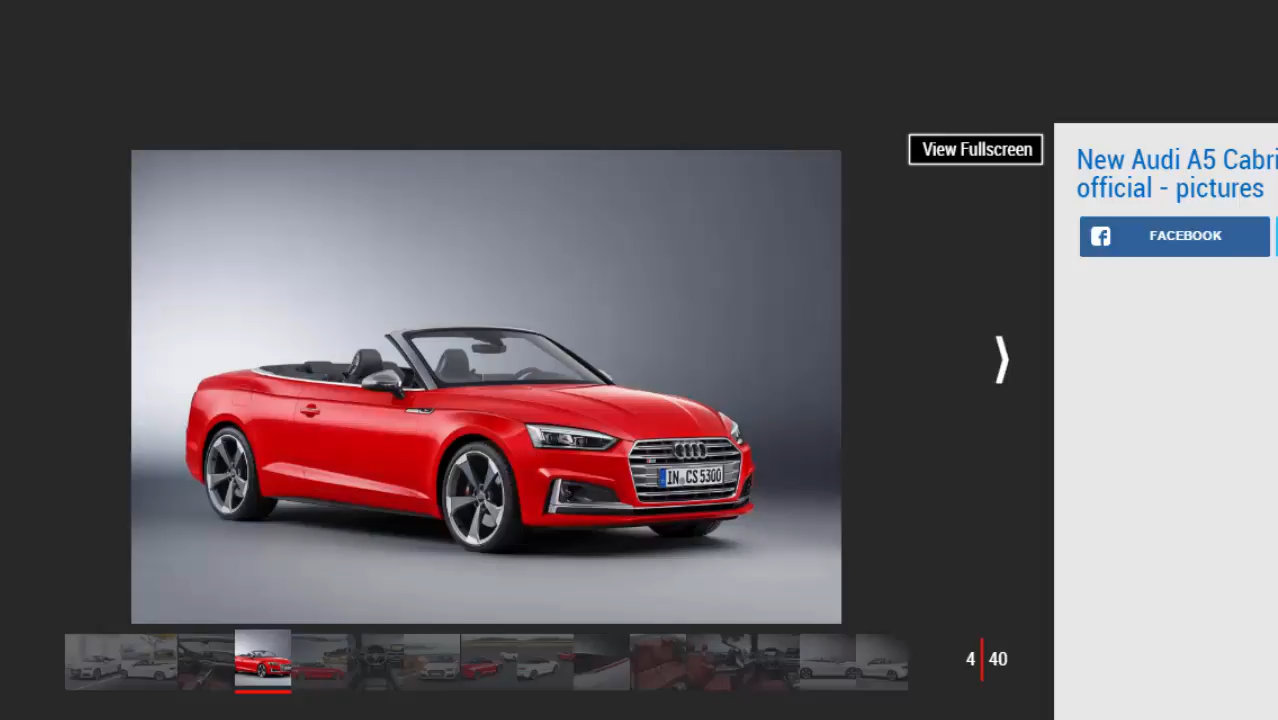 View Fullscreen
New Audi A5 Cabri
official - pictures
FACEBOOK
IN CS 5300
4 40